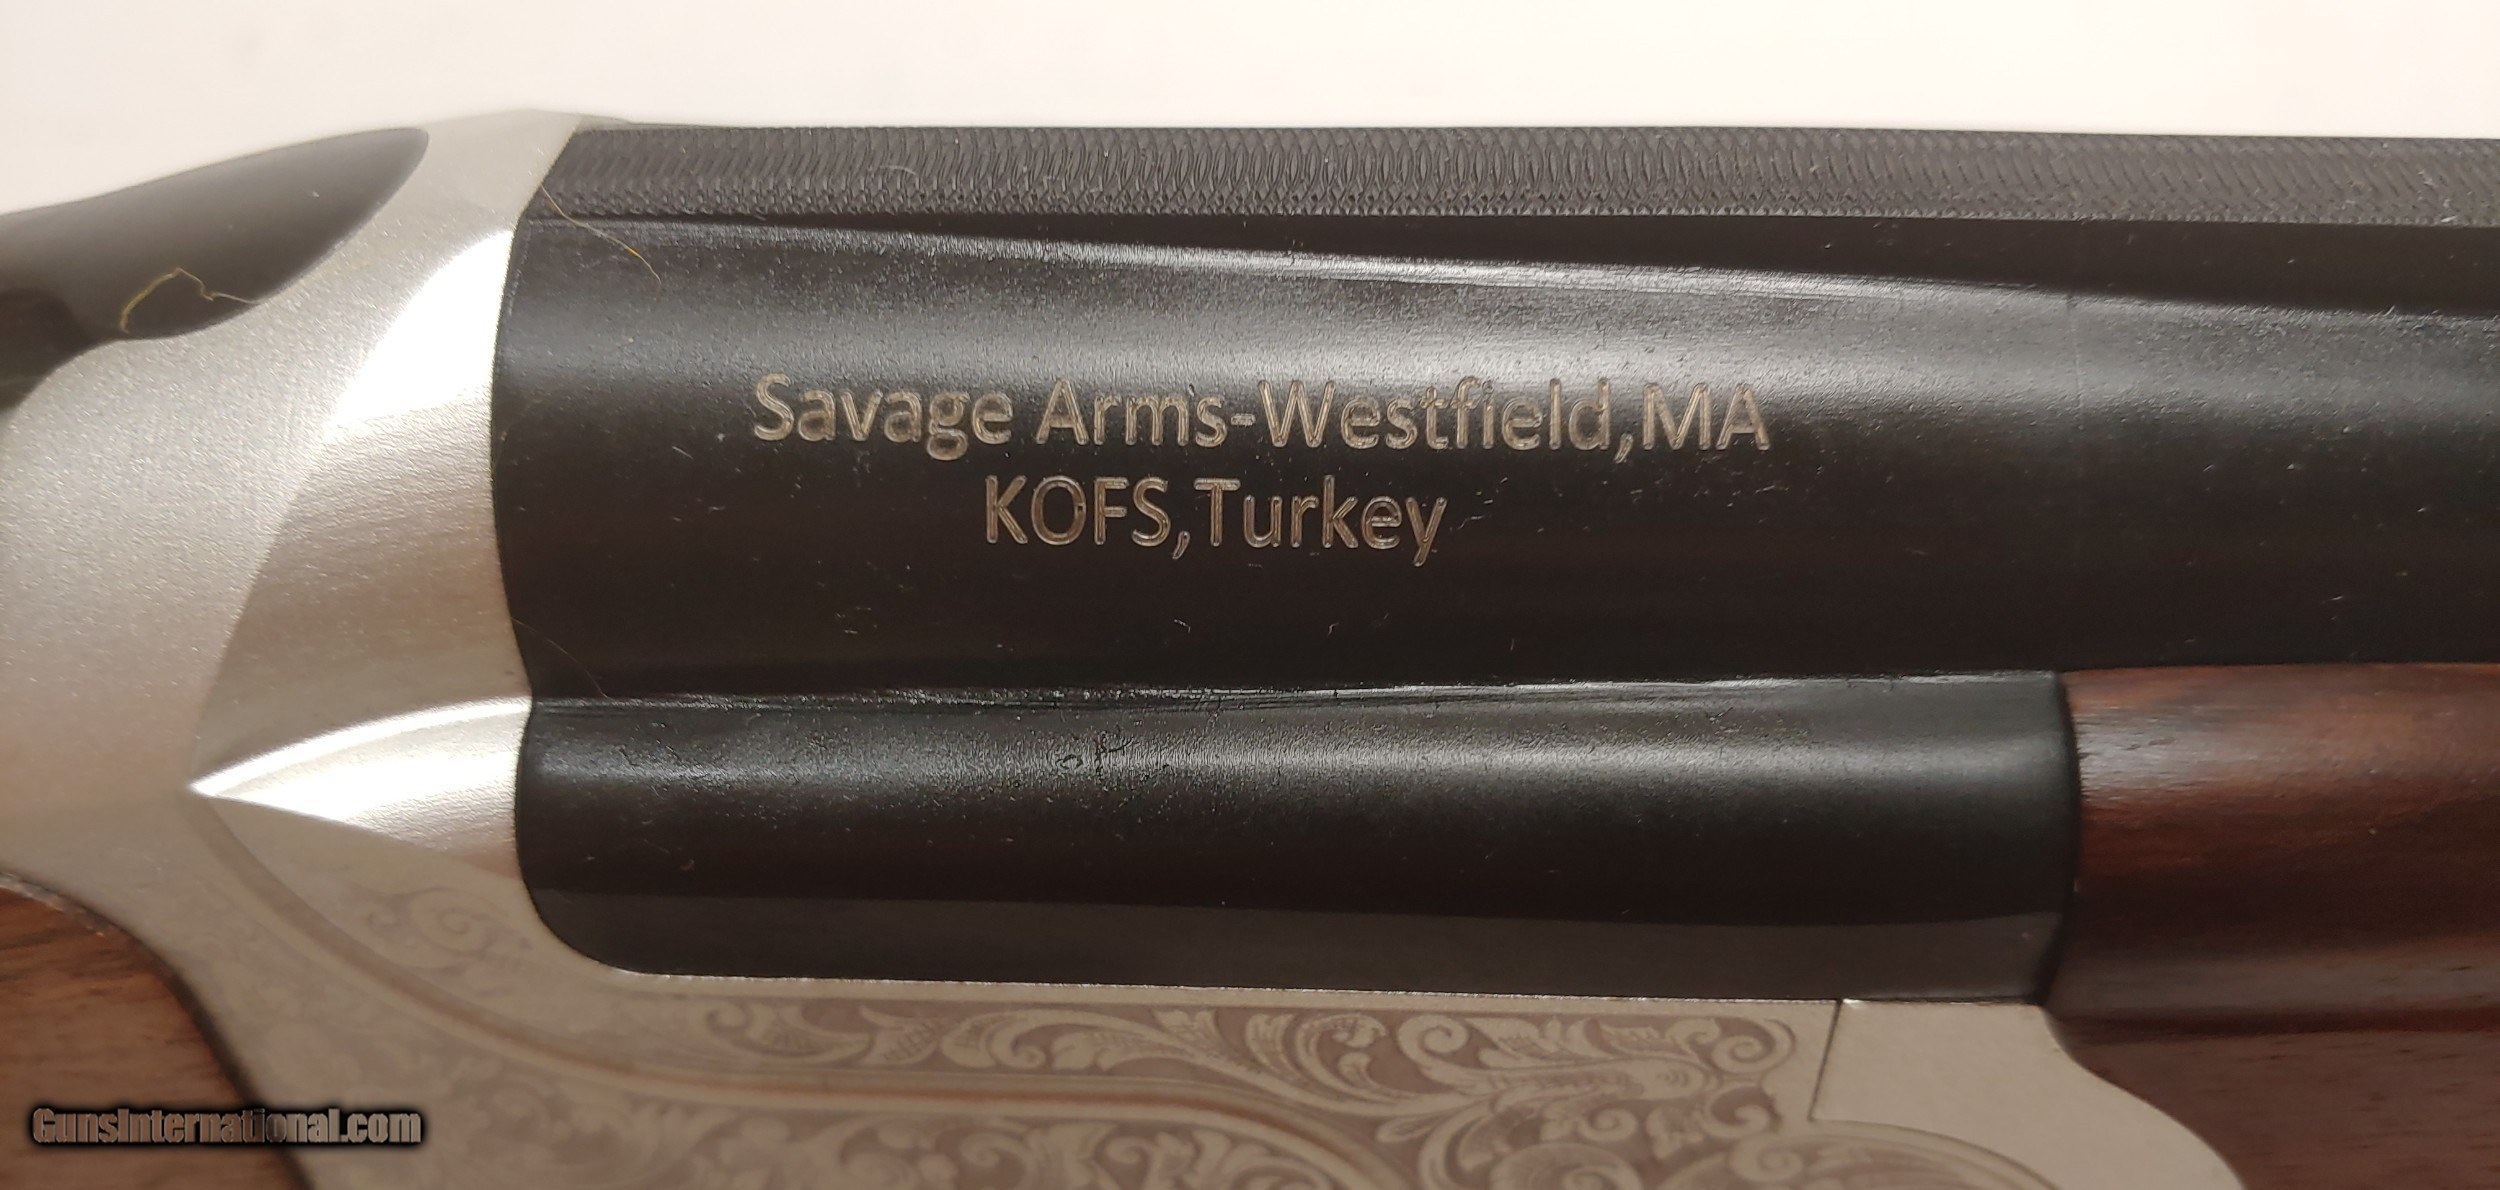 Savage Arms-Westfield,MA
KOFS,Turkey
GunsInternational.com